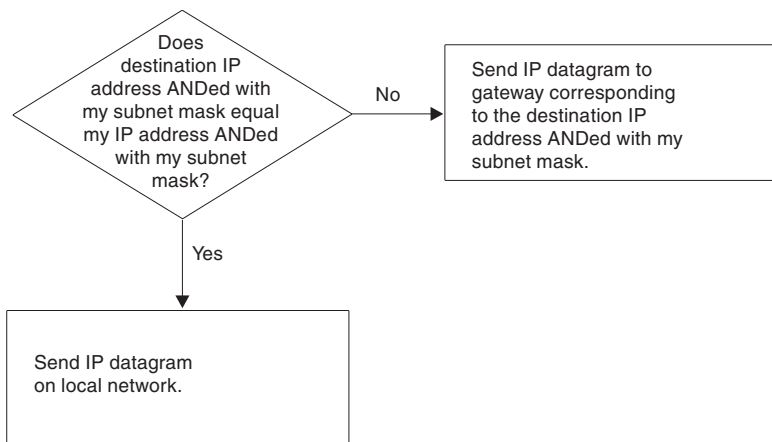 Does
destination IP
address ANDed with
my subnet mask equal
my IP address ANDed
with my subnet
mask?
No
Send IP datagram to
gateway corresponding
to the destination IP
address ANDed with my
subnet mask.
Yes
Send IP datagram
on local network.